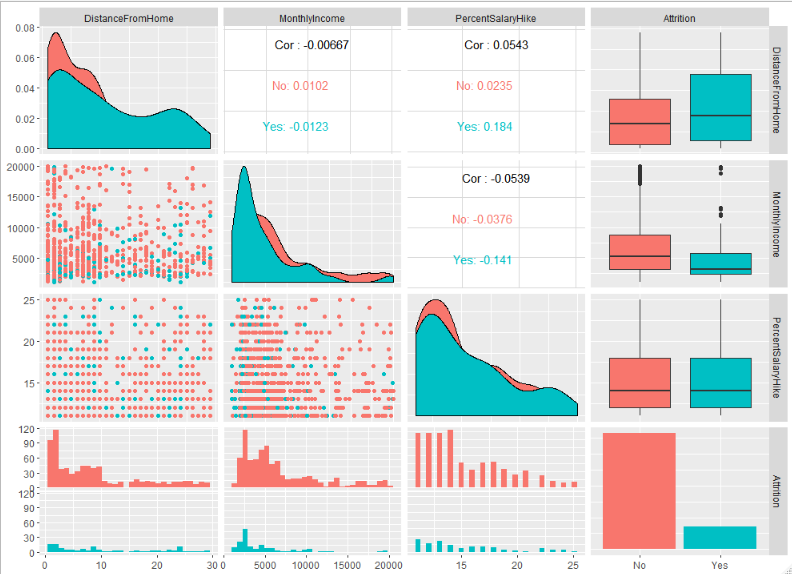 DistanceFromHome MonthlyIncome PercentSalaryHike Attrition
0.08
0.06
0.04
0.02
0.00
Cor : -0.00667
No: 0.0102
Yes: -0.0123
Cor : 0.0543
No: 0.0235
Yes: 0.184
DistanceFromHome
20000
15000
10000
5000
Cor : -0.0539
No: -0.0376
Yes: -0.141
MonthlyIncome
25
20
15
PercentSalaryHike
120
90
60
30
0
120
90
60
30
0
Attrition
0 10 20 30 0 5000 10000 15000 20000 15 20 25 No Yes